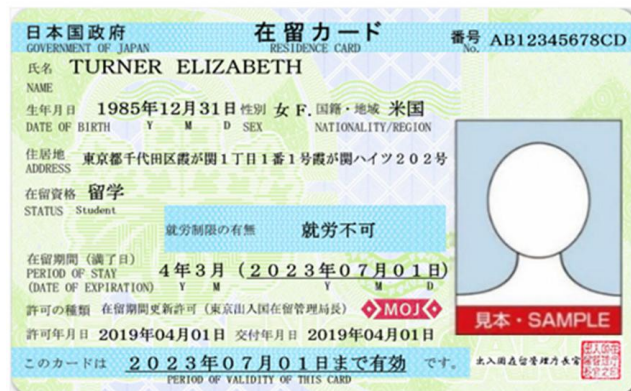 日本国政府 在留カード 番号 AB12345678CD
GOVERNMENT OF JAPAN RESIDENCE CARD No.
氏名 TURNER ELIZABETH
NAME
生年月日 1985年12月31日 性別 女 F. 国籍・地域 米国
DATE OF BIRTH Y M D SEX NATIONALITY/REGION
住居地 東京都千代田区霞が関1丁目1番1号霞が関ハイツ202号
ADDRESS
在留資格 留学
STATUS Student
就労制限の有無 就労不可
在留期間(満了日) 4年3月(2023年07月01日)
PERIOD OF STAY Y M Y M D
(DATE OF EXPIRATION)
許可の種類 在留期間更新許可(東京出入国在留管理局長) MOJ
許可年月日 2019年04月01日 交付年月日 2019年04月01日
見本・SAMPLE
このカードは 2023年07月01日まで有効 です。
PERIOD OF VALIDITY OF THIS CARD
出入国在留管理庁長官